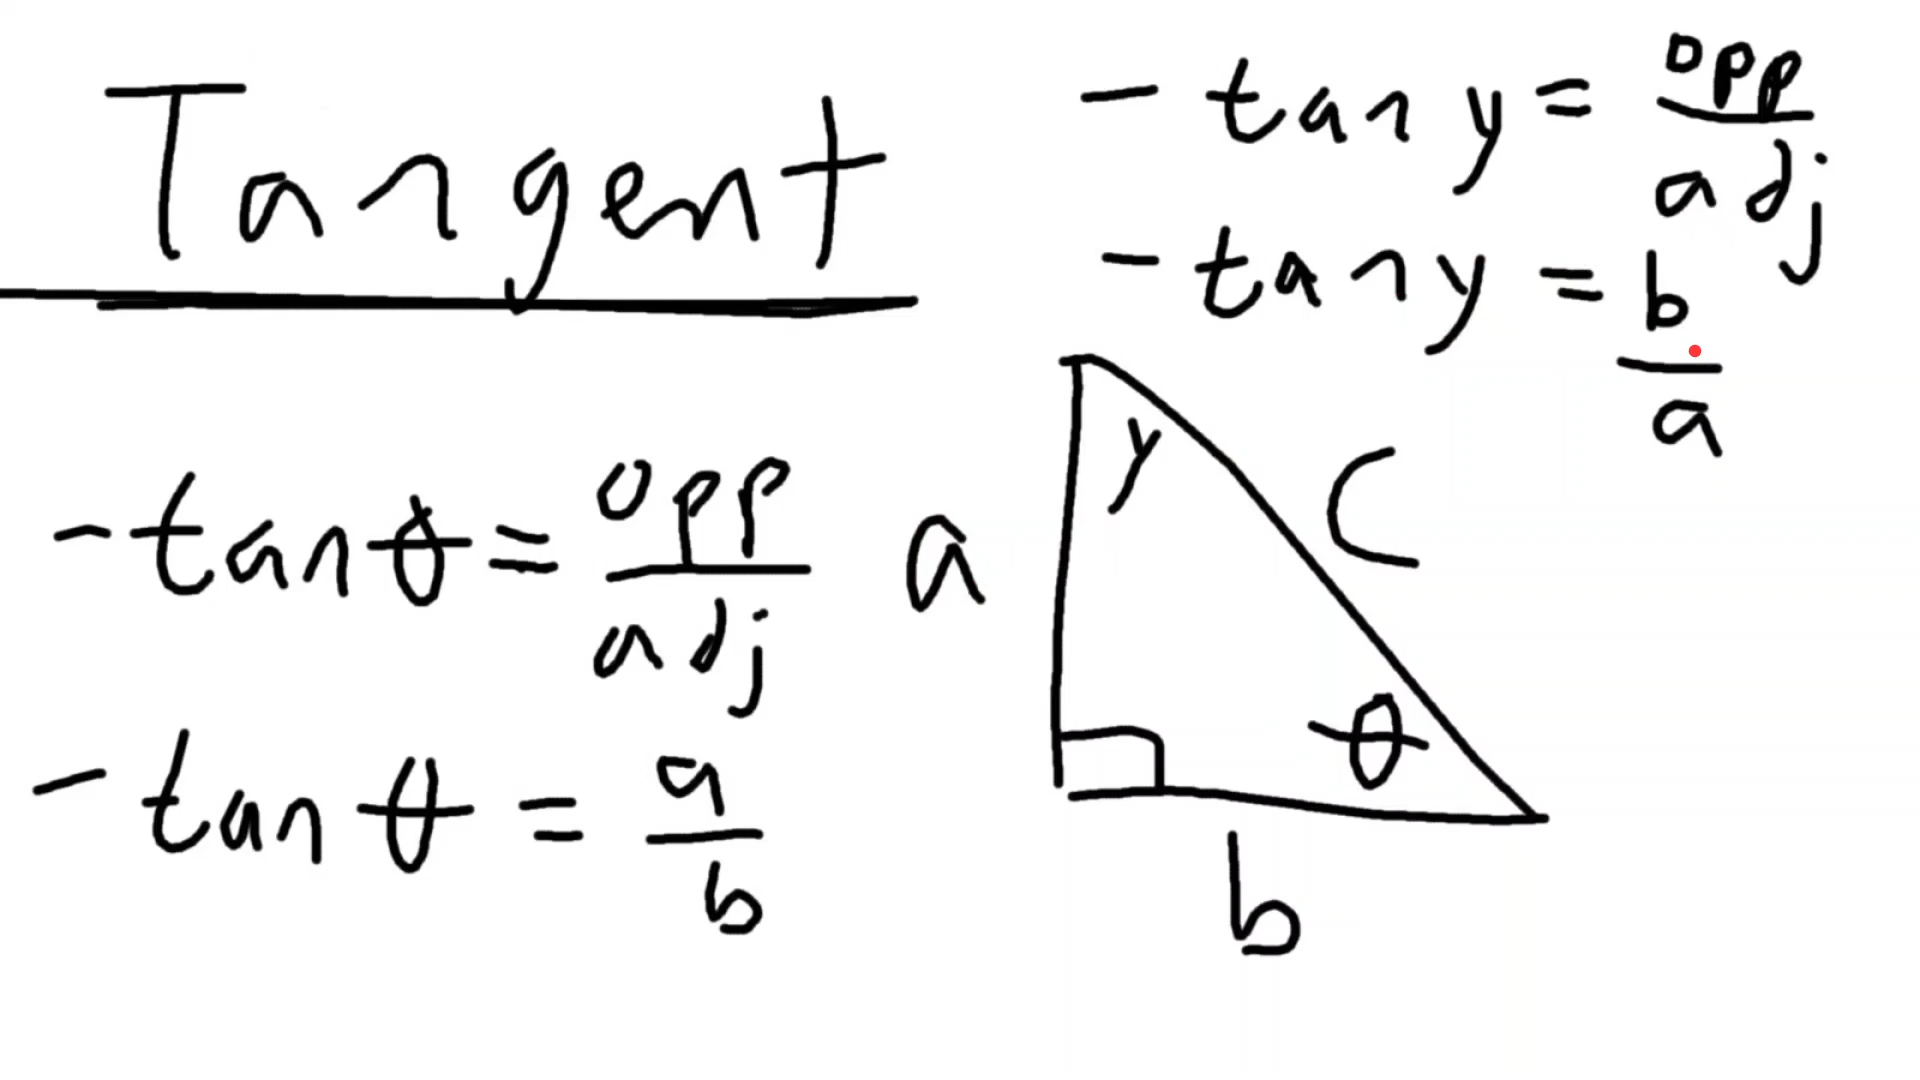 Tangent
- tan θ = opp/adj
- tan θ = a/b
- tan y = opp/adj
- tan y = b/a
y
C
a
θ
b